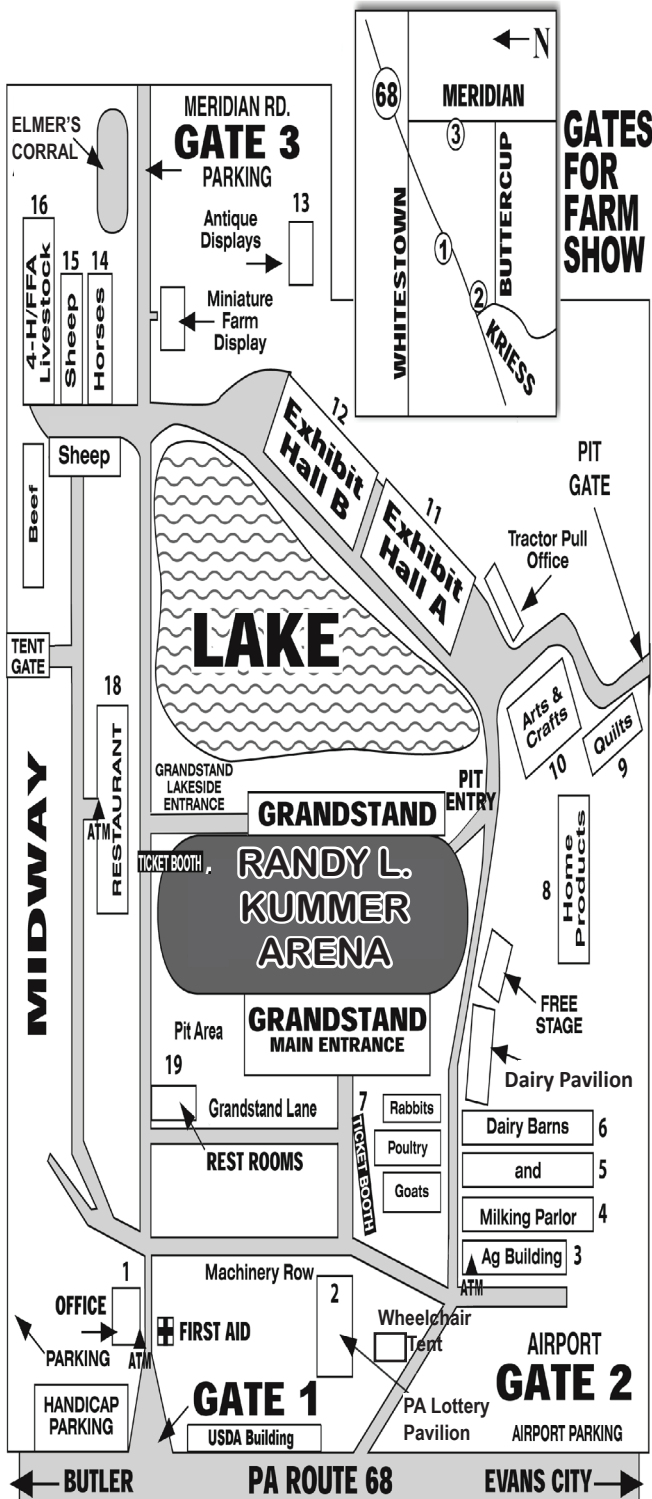 N
68
MERIDIAN
3
WHITESTOWN
BUTTERCUP
1
2
KRIESS
GATES
FOR
FARM
SHOW
MERIDIAN RD.
GATE 3
PARKING
ELMER'S
CORRAL
16
4-H/FFA
Livestock
15
Sheep
14
Horses
Antique
Displays
13
Miniature
Farm
Display
12
Exhibit
Hall B
11
Exhibit
Hall A
PIT
GATE
Tractor Pull
Office
Sheep
Beef
TENT
GATE
LAKE
Arts &
Crafts
10
Quilts
9
18
RESTAURANT
ATM
MIDWAY
GRANDSTAND
LAKESIDE
ENTRANCE
PIT
ENTRY
GRANDSTAND
TICKET BOOTH
RANDY L.
KUMMER
ARENA
8
Home
Products
GRANDSTAND
MAIN ENTRANCE
Pit Area
FREE
STAGE
Dairy Pavilion
19
Grandstand Lane
REST ROOMS
7
TICKET BOOTH
Rabbits
Poultry
Goats
Dairy Barns
6
and
5
Milking Parlor
4
Ag Building
3
ATM
1
OFFICE
PARKING
ATM
FIRST AID
Machinery Row
2
Wheelchair
Tent
PA Lottery
Pavilion
AIRPORT
GATE 2
AIRPORT PARKING
HANDICAP
PARKING
GATE 1
USDA Building
BUTLER
PA ROUTE 68
EVANS CITY